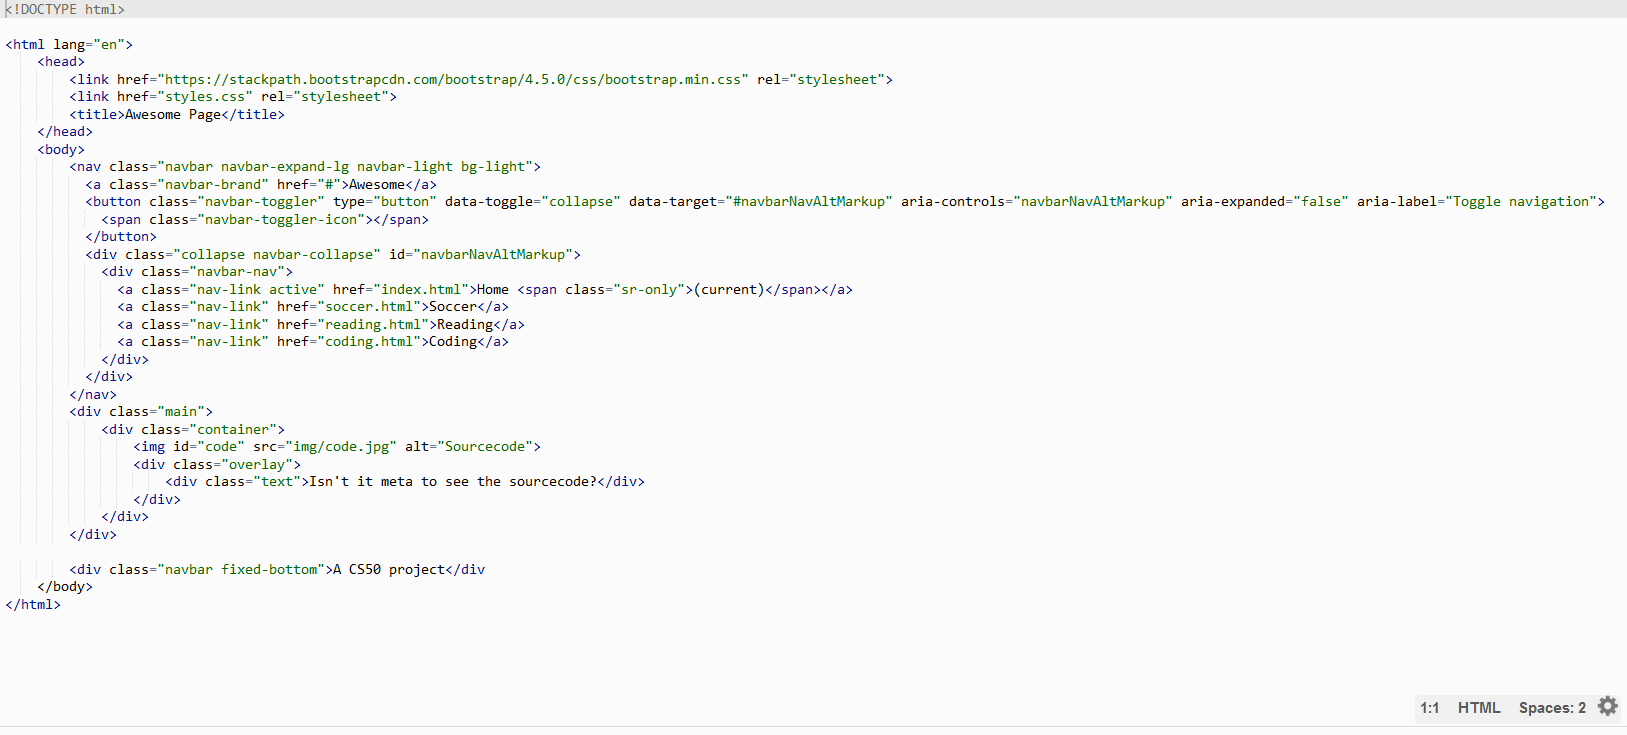 <!DOCTYPE html>
<html lang="en">
<head>
<link href="https://stackpath.bootstrapcdn.com/bootstrap/4.5.0/css/bootstrap.min.css" rel="stylesheet">
<link href="styles.css" rel="stylesheet">
<title>Awesome Page</title>
</head>
<body>
<nav class="navbar navbar-expand-lg navbar-light bg-light">
<a class="navbar-brand" href="#">Awesome</a>
<button class="navbar-toggler" type="button" data-toggle="collapse" data-target="#navbarNavAltMarkup" aria-controls="navbarNavAltMarkup" aria-expanded="false" aria-label="Toggle navigation">
<span class="navbar-toggler-icon"></span>
</button>
<div class="collapse navbar-collapse" id="navbarNavAltMarkup">
<div class="navbar-nav">
<a class="nav-link active" href="index.html">Home <span class="sr-only">(current)</span></a>
<a class="nav-link" href="soccer.html">Soccer</a>
<a class="nav-link" href="reading.html">Reading</a>
<a class="nav-link" href="coding.html">Coding</a>
</div>
</div>
</nav>
<div class="main">
<div class="container">
<img id="code" src="img/code.jpg" alt="Sourcecode">
<div class="overlay">
<div class="text">Isn't it meta to see the sourcecode?</div>
</div>
</div>
</div>
<div class="navbar fixed-bottom">A CS50 project</div
</body>
</html>
1:1 HTML Spaces: 2